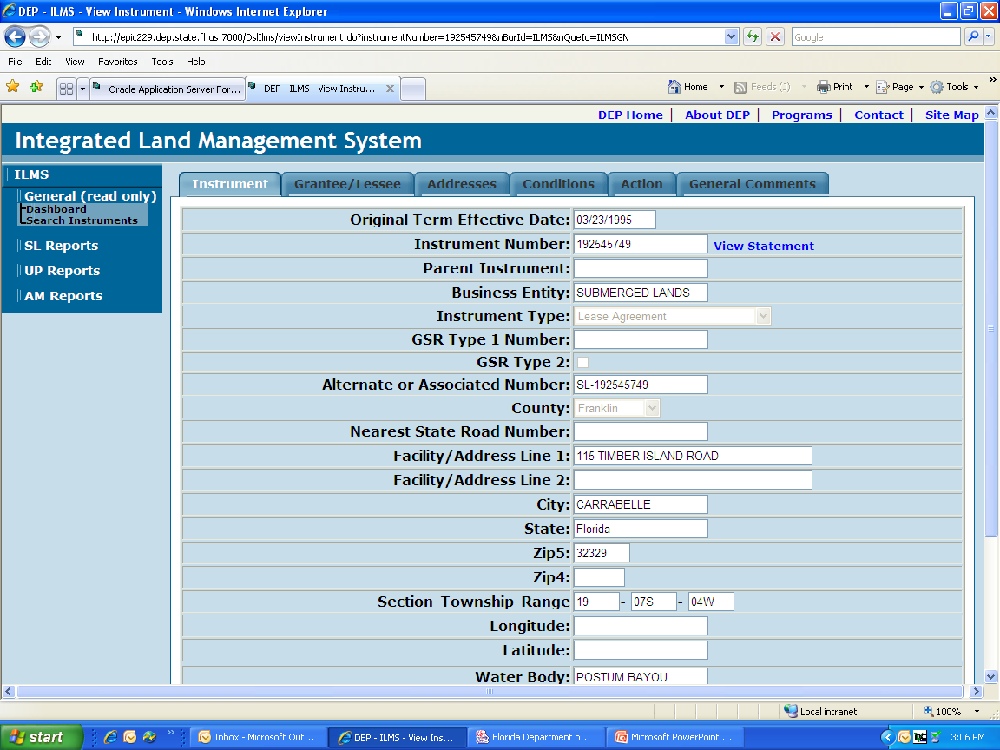 DEP - ILMS - View Instrument - Windows Internet Explorer
http://epic229.dep.state.fl.us:7000/DslIlms/viewInstrument.do?instrumentNumber=192545749&nBurId=ILMS&nQueId=ILMSGN
Google
File Edit View Favorites Tools Help
Oracle Application Server For... DEP - ILMS - View Instru... Home Feeds (J) Print Page Tools »
DEP Home | About DEP | Programs | Contact | Site Map
Integrated Land Management System
ILMS
General (read only)
Dashboard
Search Instruments
SL Reports
UP Reports
AM Reports
Instrument Grantee/Lessee Addresses Conditions Action General Comments
Original Term Effective Date: 03/23/1995
Instrument Number: 192545749 View Statement
Parent Instrument:
Business Entity: SUBMERGED LANDS
Instrument Type: Lease Agreement
GSR Type 1 Number:
GSR Type 2:
Alternate or Associated Number: SL-192545749
County: Franklin
Nearest State Road Number:
Facility/Address Line 1: 115 TIMBER ISLAND ROAD
Facility/Address Line 2:
City: CARRABELLE
State: Florida
Zip5: 32329
Zip4:
Section-Township-Range 19 - 07S - 04W
Longitude:
Latitude:
Water Body: POSTUM BAYOU
Local intranet 100%
start » Inbox - Microsoft Out... DEP - ILMS - View Ins... Florida Department o... Microsoft PowerPoint ... 3:06 PM